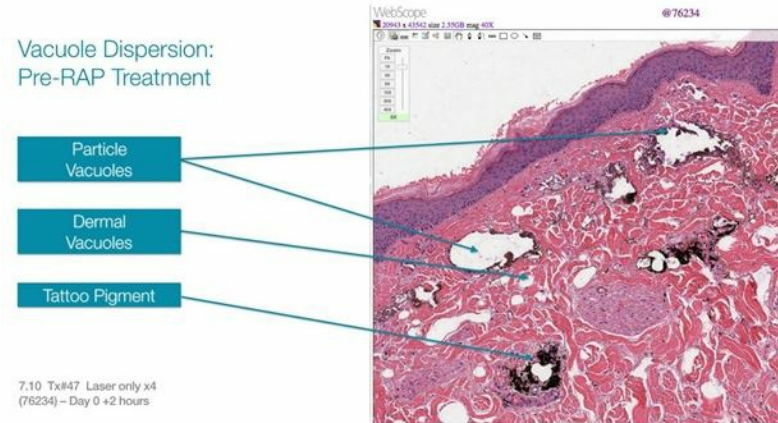 Vacuole Dispersion:
Pre-RAP Treatment
Particle
Vacuoles
Dermal
Vacuoles
Tattoo Pigment
7.10 Tx#47 Laser only x4
(76234) – Day 0 +2 hours
WebScope
@76234
20943 x 43542 size 2.55GB mag 40X
Zoom
Fit